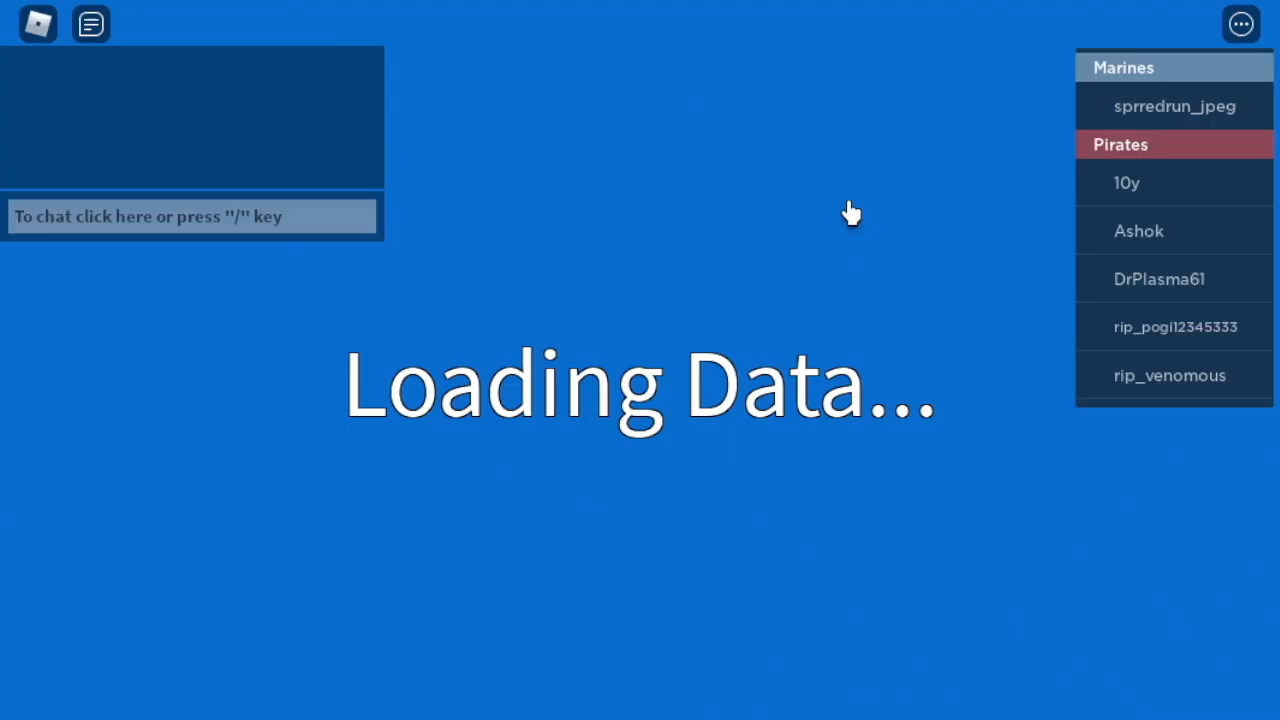 To chat click here or press "/" key
Loading Data...
Marines
sprredrun_jpeg
Pirates
10y
Ashok
DrPlasma61
rip_pogi12345333
rip_venomous